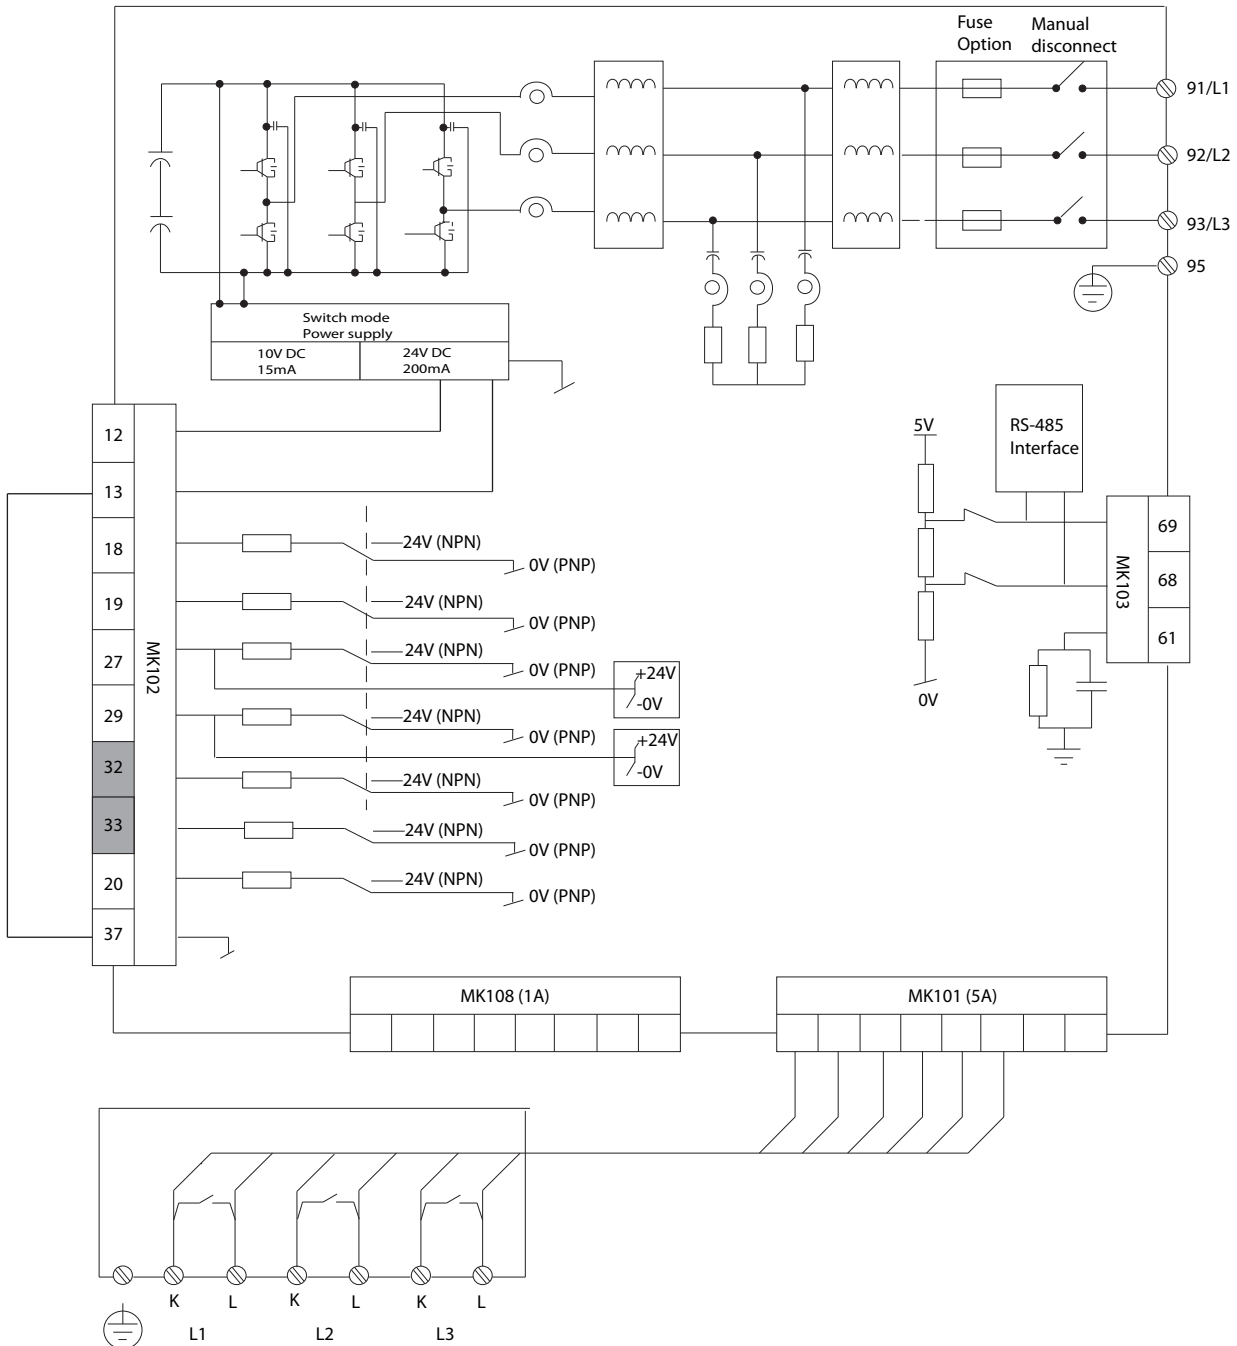 Fuse
Option
Manual
disconnect
91/L1
92/L2
93/L3
95
Switch mode
Power supply
10V DC
15mA
24V DC
200mA
12
13
18
19
27
29
32
33
20
37
MK102
24V (NPN)
0V (PNP)
24V (NPN)
0V (PNP)
24V (NPN)
0V (PNP)
+24V
-0V
24V (NPN)
0V (PNP)
+24V
-0V
24V (NPN)
0V (PNP)
24V (NPN)
0V (PNP)
24V (NPN)
0V (PNP)
5V
0V
RS-485
Interface
MK103
69
68
61
MK108 (1A)
MK101 (5A)
K
L
K
L
K
L
L1
L2
L3